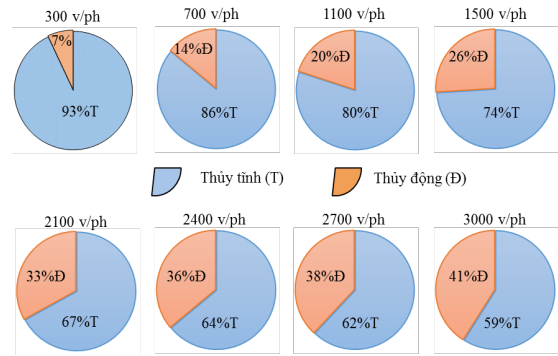 300 v/ph 700 v/ph 1100 v/ph 1500 v/ph
7% 14%Đ 20%Đ 26%Đ
93%T 86%T 80%T 74%T
Thủy tĩnh (T) Thủy động (Đ)
2100 v/ph 2400 v/ph 2700 v/ph 3000 v/ph
33%Đ 36%Đ 38%Đ 41%Đ
67%T 64%T 62%T 59%T